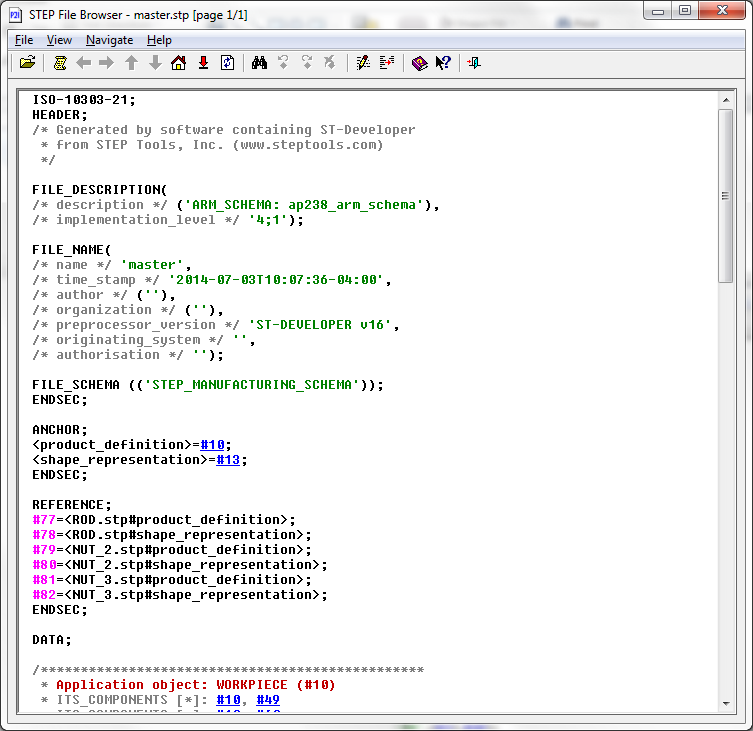 STEP File Browser - master.stp [page 1/1]
File View Navigate Help
ISO-10303-21;
HEADER;
/* Generated by software containing ST-Developer
 * from STEP Tools, Inc. (www.steptools.com)
 */
FILE_DESCRIPTION(
/* description */ ('ARM_SCHEMA: ap238_arm_schema'),
/* implementation_level */ '4;1');
FILE_NAME(
/* name */ 'master',
/* time_stamp */ '2014-07-03T10:07:36-04:00',
/* author */ (''),
/* organization */ (''),
/* preprocessor_version */ 'ST-DEVELOPER v16',
/* originating_system */ '',
/* authorisation */ '');
FILE_SCHEMA (('STEP_MANUFACTURING_SCHEMA'));
ENDSEC;
ANCHOR;
<product_definition>=#10;
<shape_representation>=#13;
ENDSEC;
REFERENCE;
#77=<ROD.stp#product_definition>;
#78=<ROD.stp#shape_representation>;
#79=<NUT_2.stp#product_definition>;
#80=<NUT_2.stp#shape_representation>;
#81=<NUT_3.stp#product_definition>;
#82=<NUT_3.stp#shape_representation>;
ENDSEC;
DATA;
/************************************************
 * Application object: WORKPIECE (#10)
 * ITS_COMPONENTS [*]: #10, #49